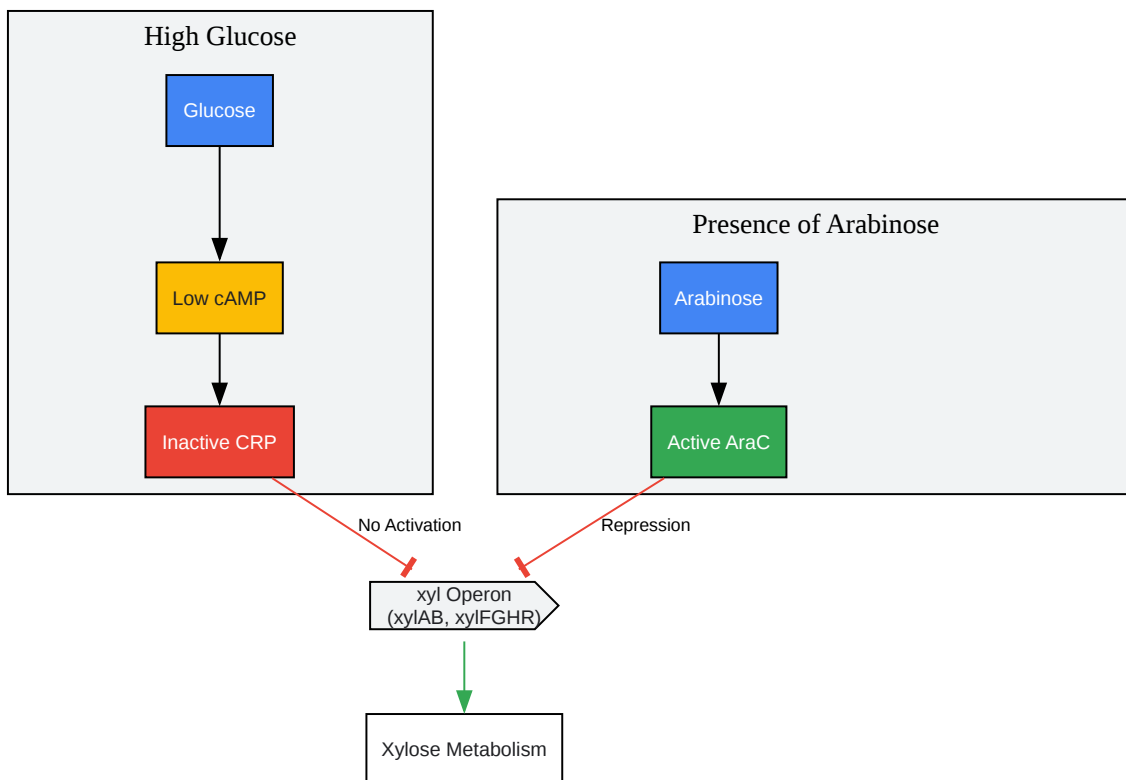 High Glucose
Glucose
Low cAMP
Inactive CRP
Presence of Arabinose
Arabinose
Active AraC
No Activation
Repression
xyl Operon
(xylAB, xylFGHR)
Xylose Metabolism